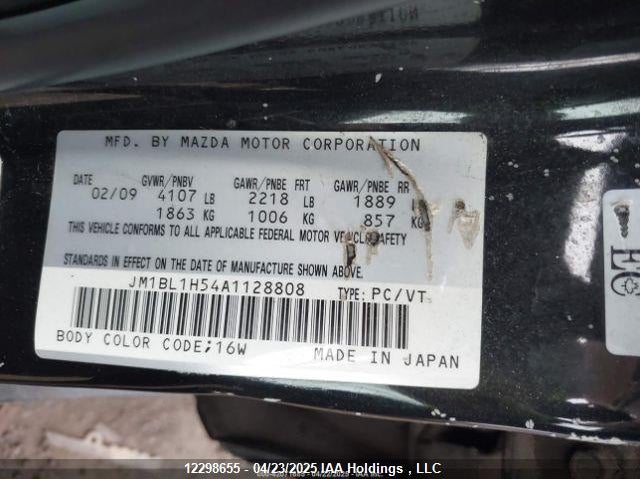 MFD. BY MAZDA MOTOR CORPORATION
DATE GVWR/PNBV GAWR/PNBE FRT GAWR/PNBE RR
02/09 4107 LB 2218 LB 1889
1863 KG 1006 KG 857 KG
THIS VEHICLE CONFORMS TO ALL APPLICABLE FEDERAL MOTOR VEHICLE SAFETY
STANDARDS IN EFFECT ON THE DATE OF MANUFACTURE SHOWN ABOVE.
JM1BL1H54A1128808 TYPE: PC/VT
BODY COLOR CODE;16W MADE IN JAPAN
EC
12298655 - 04/23/2025 IAA Holdings , LLC